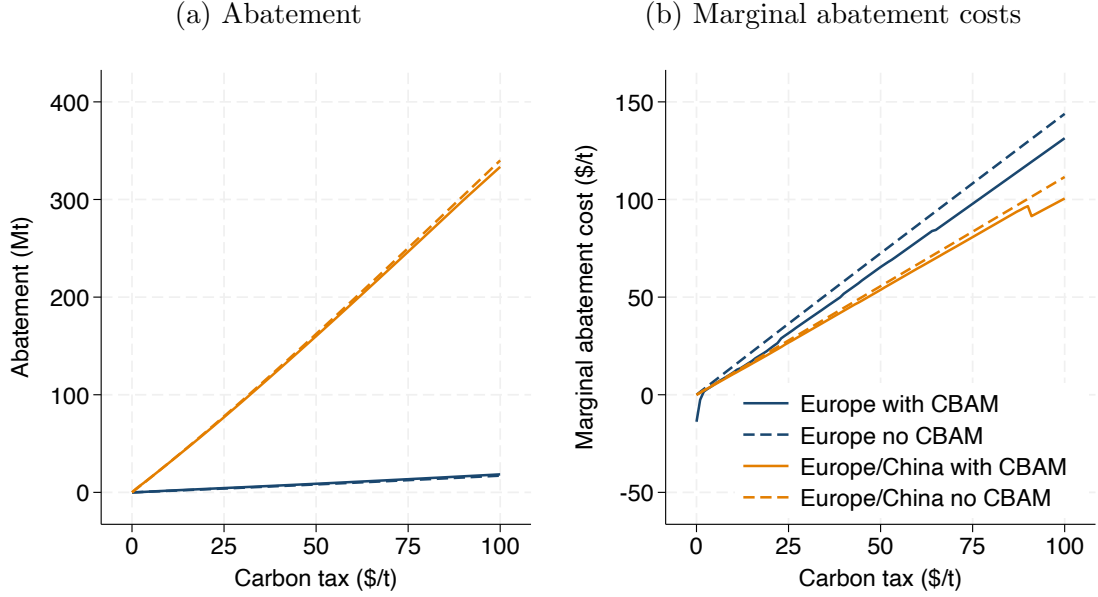 (a) Abatement
400
300
200
100
0
Abatement (Mt)
0 25 50 75 100
Carbon tax ($/t)
(b) Marginal abatement costs
150
100
50
0
-50
Marginal abatement cost ($/t)
Europe with CBAM
Europe no CBAM
Europe/China with CBAM
Europe/China no CBAM
0 25 50 75 100
Carbon tax ($/t)